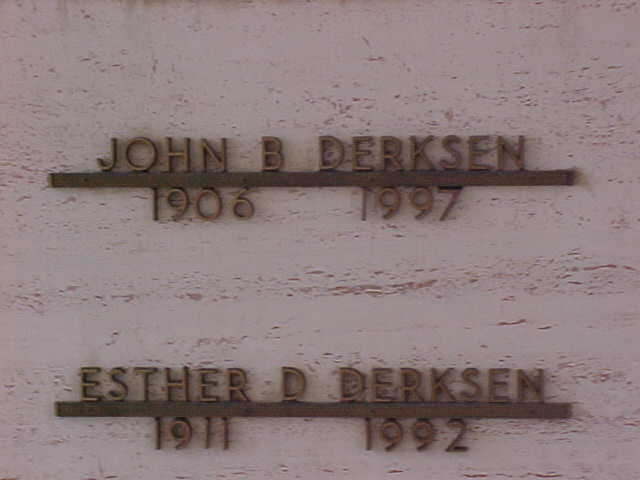 JOHN B DERKSEN
1906 1997
ESTHER D DERKSEN
1911 1992